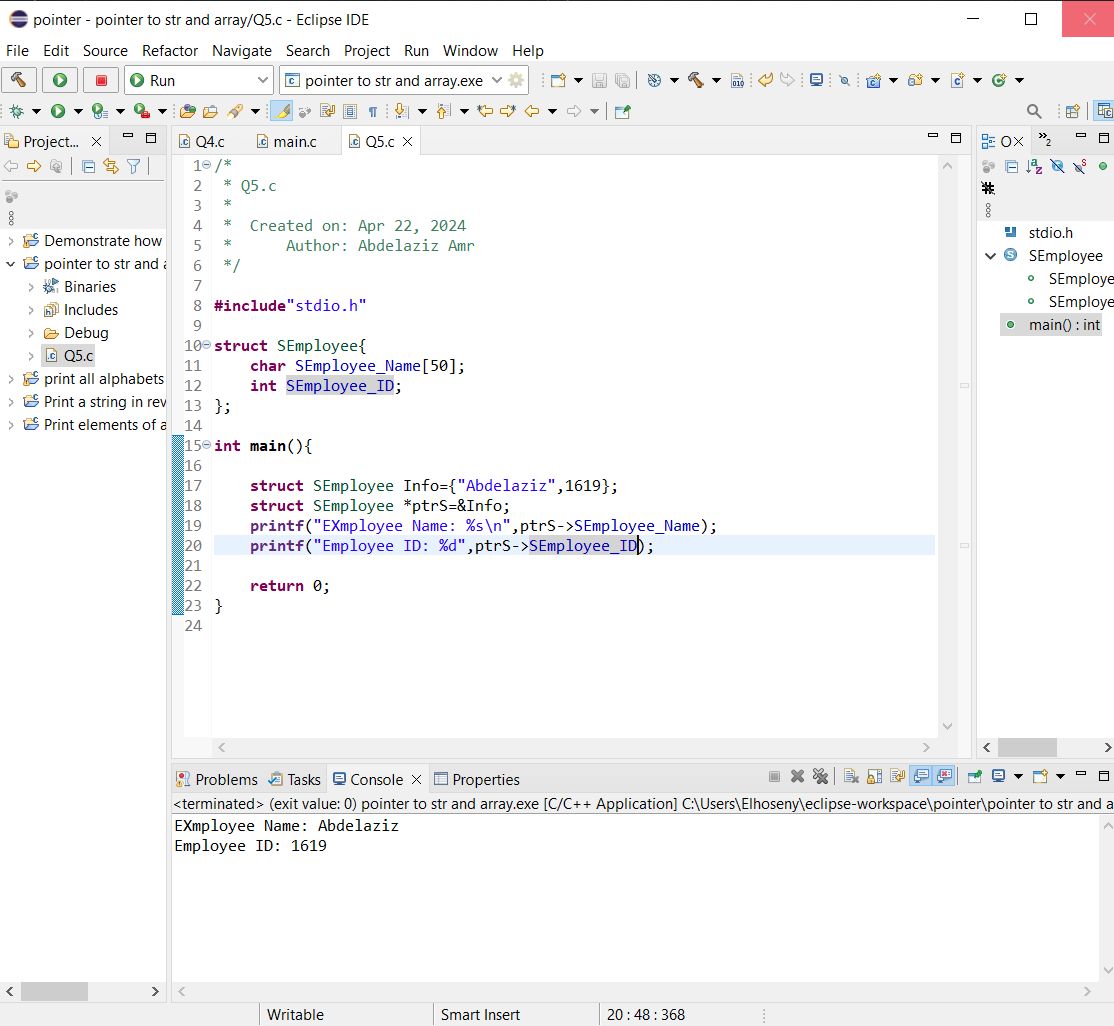 pointer - pointer to str and array/Q5.c - Eclipse IDE
File Edit Source Refactor Navigate Search Project Run Window Help
Run pointer to str and array.exe
Project... Q4.c main.c Q5.c O »2
Demonstrate how
pointer to str and a
Binaries
Includes
Debug
Q5.c
print all alphabets
Print a string in rev
Print elements of a
1 /*
2  * Q5.c
3  *
4  *  Created on: Apr 22, 2024
5  *      Author: Abdelaziz Amr
6  */
7
8 #include"stdio.h"
9
10 struct SEmployee{
11     char SEmployee_Name[50];
12     int SEmployee_ID;
13 };
14
15 int main(){
16
17     struct SEmployee Info={"Abdelaziz",1619};
18     struct SEmployee *ptrS=&Info;
19     printf("EXmployee Name: %s\n",ptrS->SEmployee_Name);
20     printf("Employee ID: %d",ptrS->SEmployee_ID);
21
22     return 0;
23 }
24
stdio.h
SEmployee
SEmploye
SEmploye
main() : int
Problems Tasks Console Properties
<terminated> (exit value: 0) pointer to str and array.exe [C/C++ Application] C:\Users\Elhoseny\eclipse-workspace\pointer\pointer to str and a
EXmployee Name: Abdelaziz
Employee ID: 1619
Writable Smart Insert 20 : 48 : 368